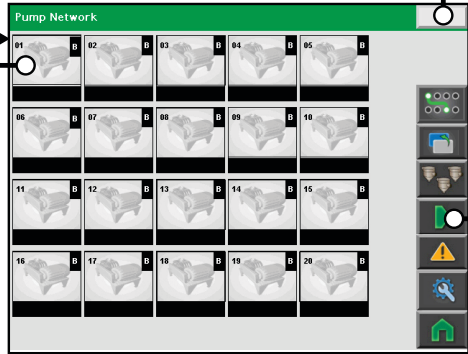 Pump Network
01 B 02 B 03 B 04 B 05 B
06 B 07 B 08 B 09 B 10 B
11 B 12 B 13 B 14 B 15 B
16 B 17 B 18 B 19 B 20 B